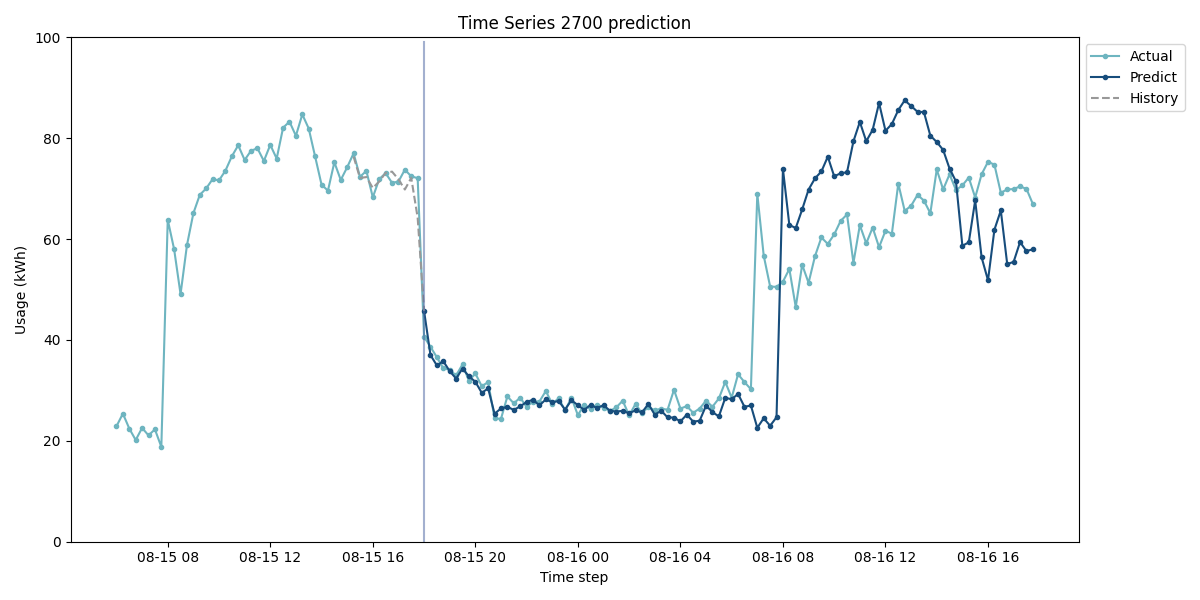 Time Series 2700 prediction
100
80
60
40
20
0
Usage (kWh)
08-15 08
08-15 12
08-15 16
08-15 20
08-16 00
08-16 04
08-16 08
08-16 12
08-16 16
Time step
Actual
Predict
History